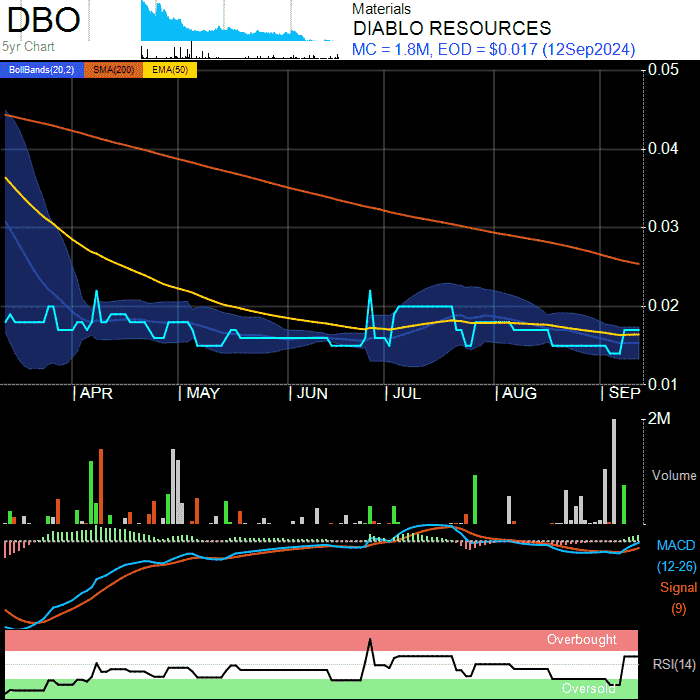 DBO
5yr Chart
Materials
DIABLO RESOURCES
MC = 1.8M, EOD = $0.017 (12Sep2024)
BollBands(20,2) SMA(200) EMA(50)
0.05
0.04
0.03
0.02
0.01
APR MAY JUN JUL AUG SEP
2M
Volume
MACD
(12-26)
Signal
(9)
Overbought
RSI(14)
Oversold